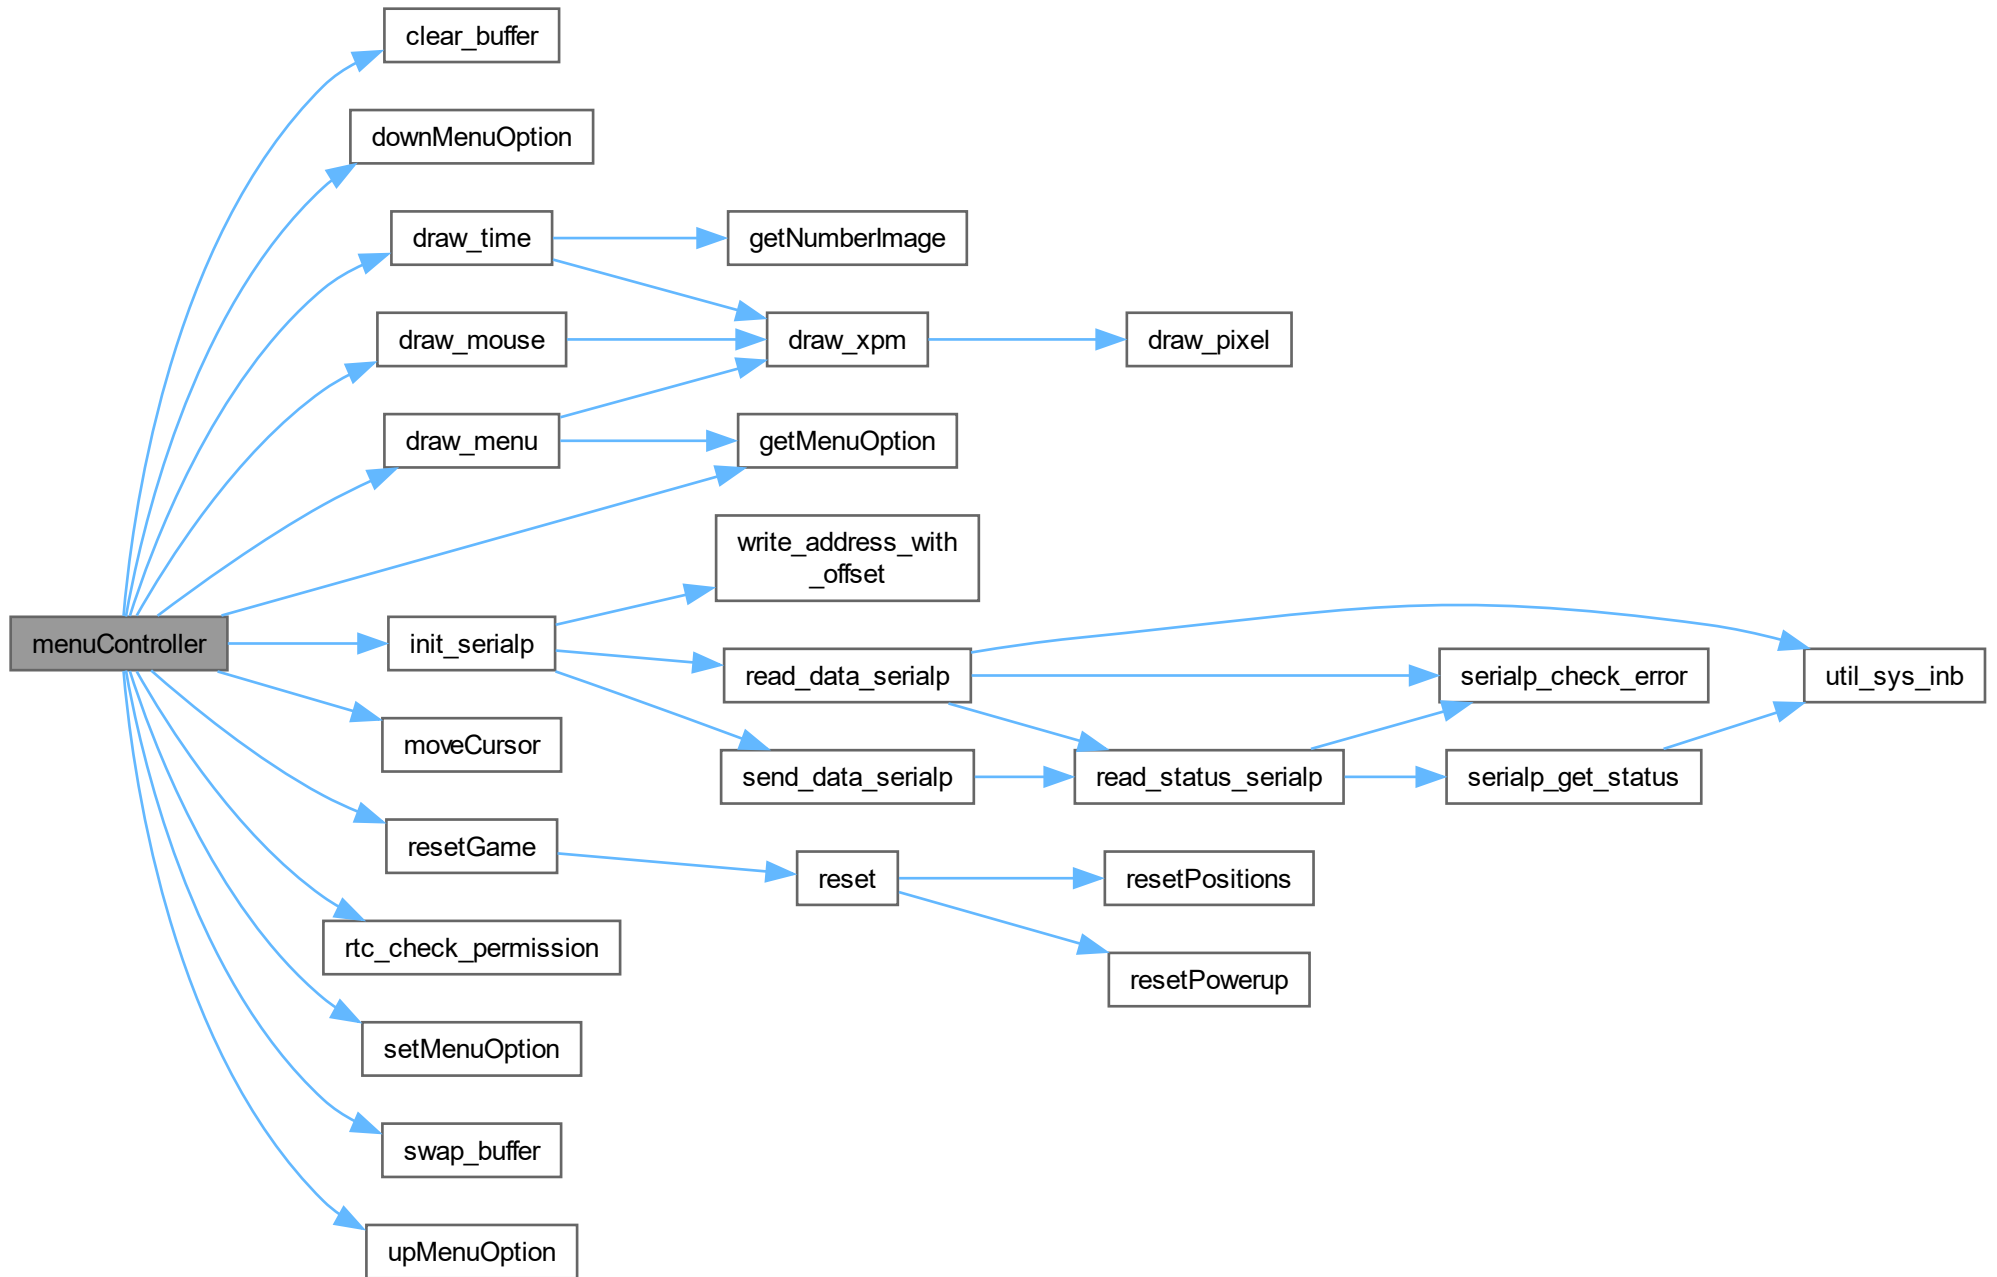 clear_buffer
downMenuOption
draw_time
getNumberImage
draw_mouse
draw_xpm
draw_pixel
draw_menu
getMenuOption
write_address_with
_offset
menuController
init_serialp
read_data_serialp
serialp_check_error
util_sys_inb
moveCursor
send_data_serialp
read_status_serialp
serialp_get_status
resetGame
reset
resetPositions
rtc_check_permission
resetPowerup
setMenuOption
swap_buffer
upMenuOption